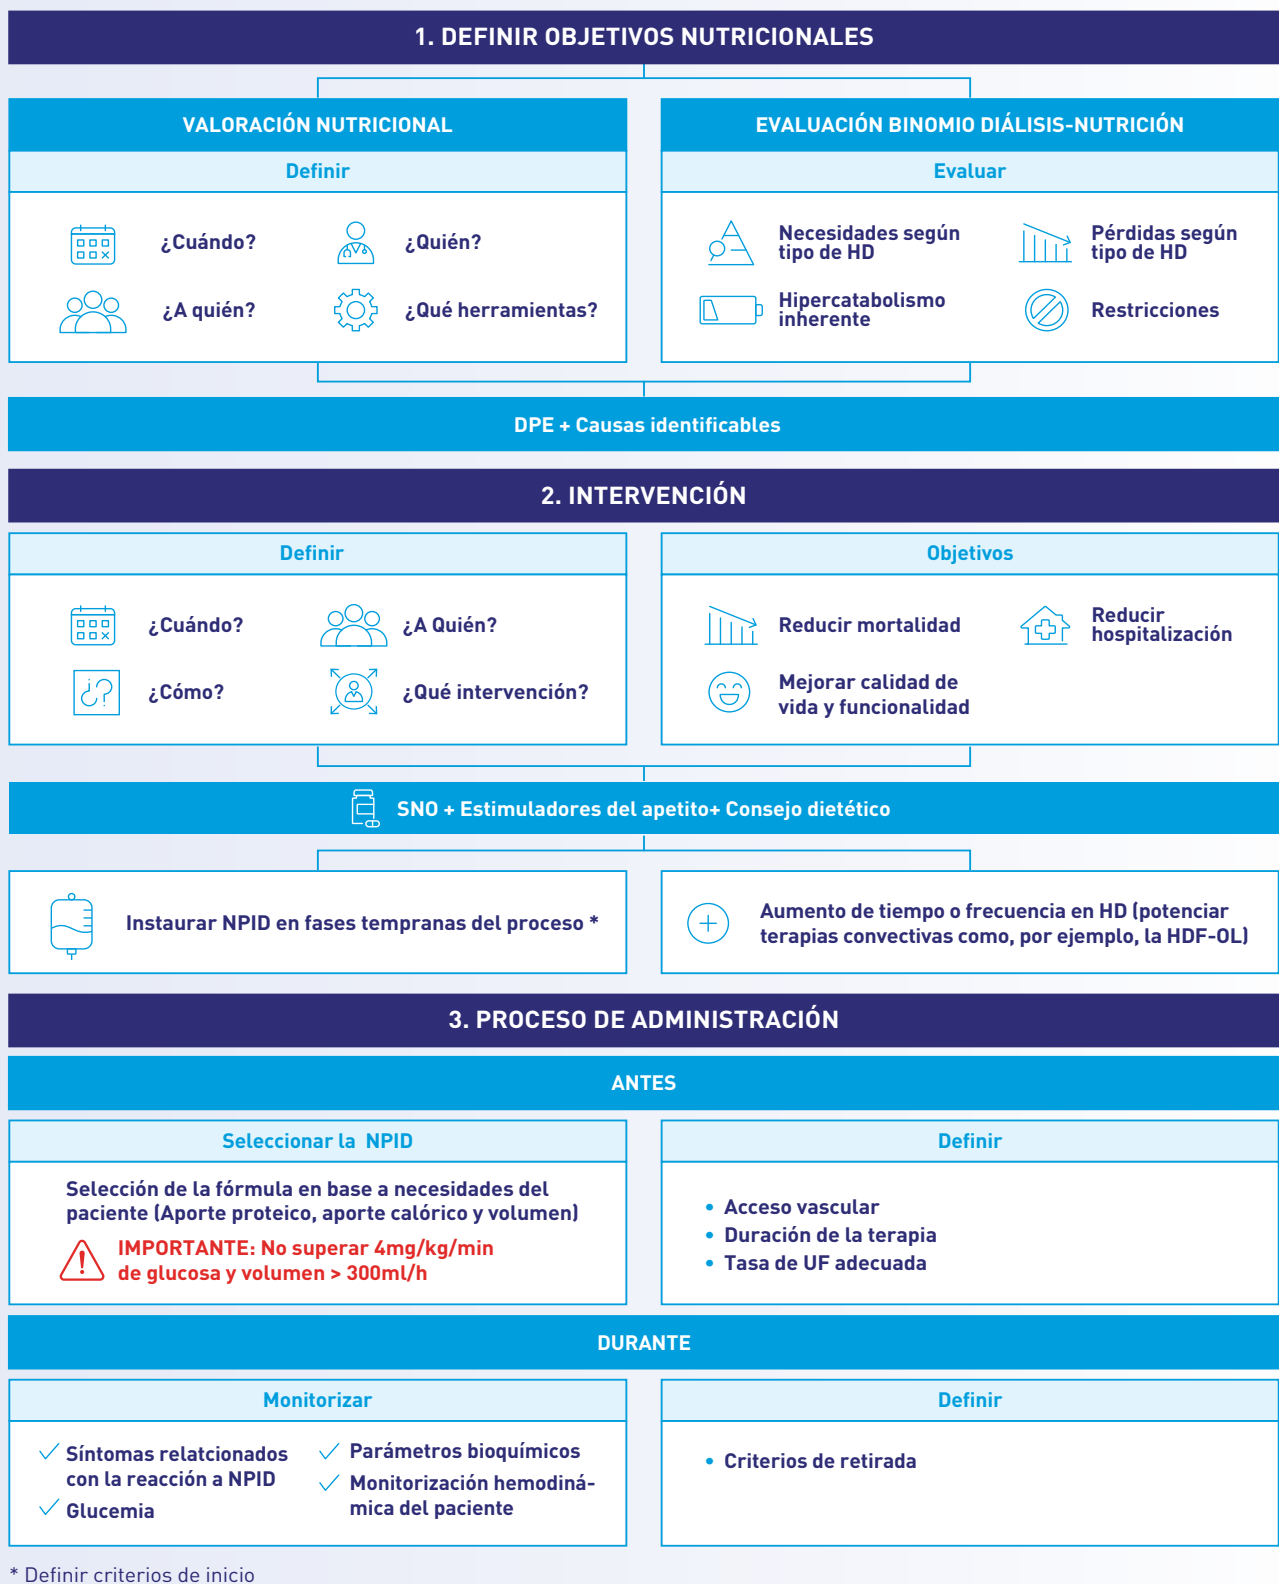 1. DEFINIR OBJETIVOS NUTRICIONALES
VALORACIÓN NUTRICIONAL
Definir
¿Cuándo?
¿Quién?
¿A quién?
¿Qué herramientas?
EVALUACIÓN BINOMIO DIÁLISIS-NUTRICIÓN
Evaluar
Necesidades según
tipo de HD
Pérdidas según
tipo de HD
Hipercatabolismo
inherente
Restricciones
DPE + Causas identificables
2. INTERVENCIÓN
Definir
¿Cuándo?
¿A Quién?
¿?
¿Cómo?
¿Qué intervención?
Objetivos
Reducir mortalidad
Reducir
hospitalización
Mejorar calidad de
vida y funcionalidad
SNO + Estimuladores del apetito+ Consejo dietético
Instaurar NPID en fases tempranas del proceso *
Aumento de tiempo o frecuencia en HD (potenciar
terapias convectivas como, por ejemplo, la HDF-OL)
3. PROCESO DE ADMINISTRACIÓN
ANTES
Seleccionar la NPID
Selección de la fórmula en base a necesidades del
paciente (Aporte proteico, aporte calórico y volumen)
IMPORTANTE: No superar 4mg/kg/min
de glucosa y volumen > 300ml/h
Definir
• Acceso vascular
• Duración de la terapia
• Tasa de UF adecuada
DURANTE
Monitorizar
Síntomas relatcionados
con la reacción a NPID
Glucemia
Parámetros bioquímicos
Monitorización hemodiná-
mica del paciente
Definir
• Criterios de retirada
* Definir criterios de inicio